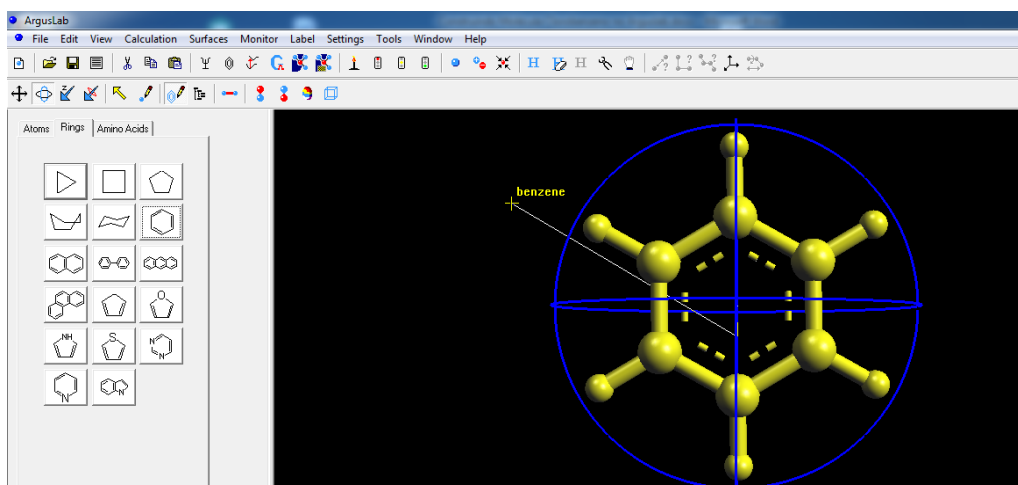 ArgusLab
File Edit View Calculation Surfaces Monitor Label Settings Tools Window Help
H H
Atoms Rings Amino Acids
benzene
O
NH S N N
N N